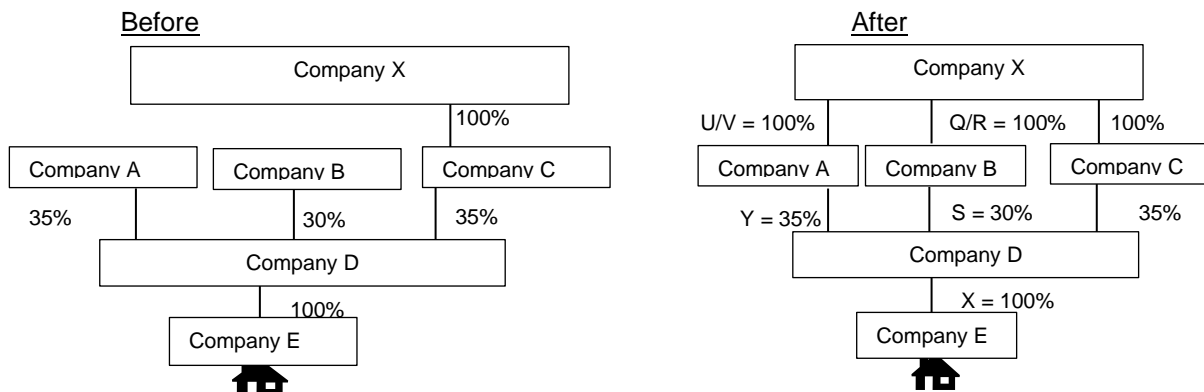 Before
Company X
100%
Company A
Company B
Company C
35%
30%
35%
Company D
100%
Company E
After
Company X
U/V = 100%
Q/R = 100%
100%
Company A
Company B
Company C
Y = 35%
S = 30%
35%
Company D
X = 100%
Company E